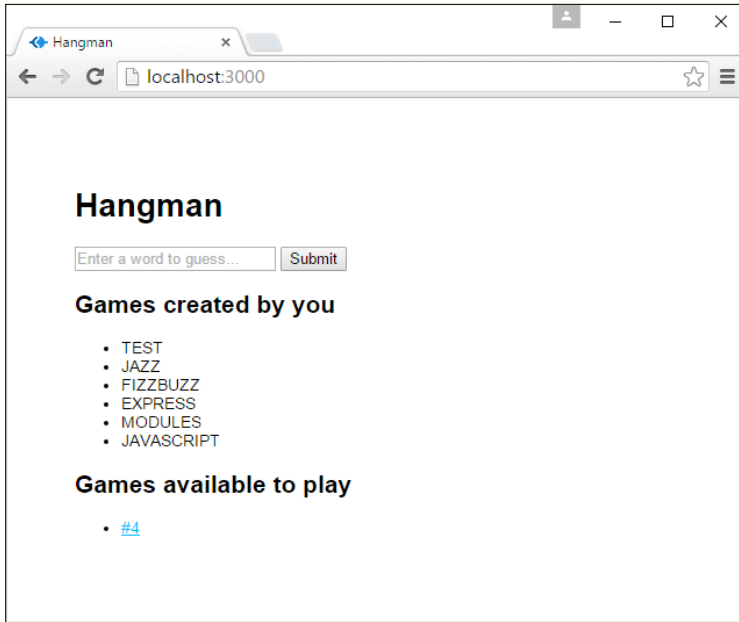 Hangman
localhost:3000
Hangman
Enter a word to guess... Submit
Games created by you
• TEST
• JAZZ
• FIZZBUZZ
• EXPRESS
• MODULES
• JAVASCRIPT
Games available to play
• #4